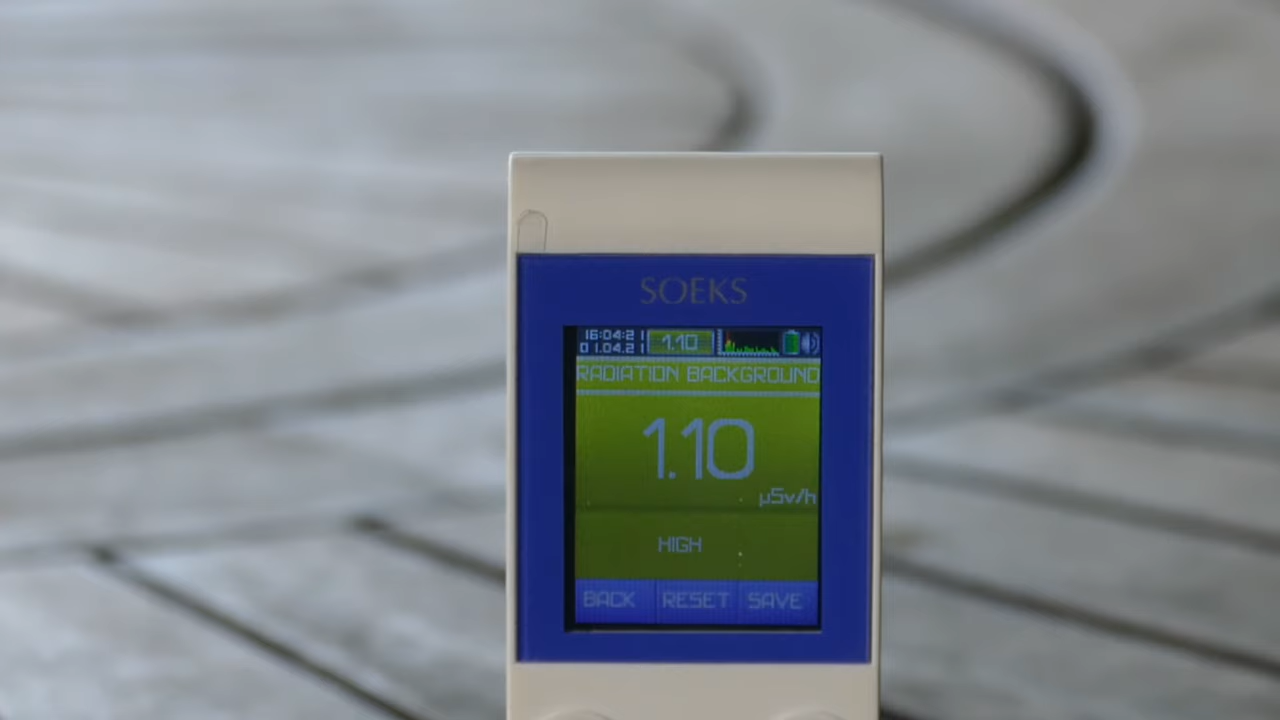 SOEKS
16:04:21 1.10
01.04.21
RADIATION BACKGROUND
1.10
µSv/h
HIGH
BACK RESET SAVE